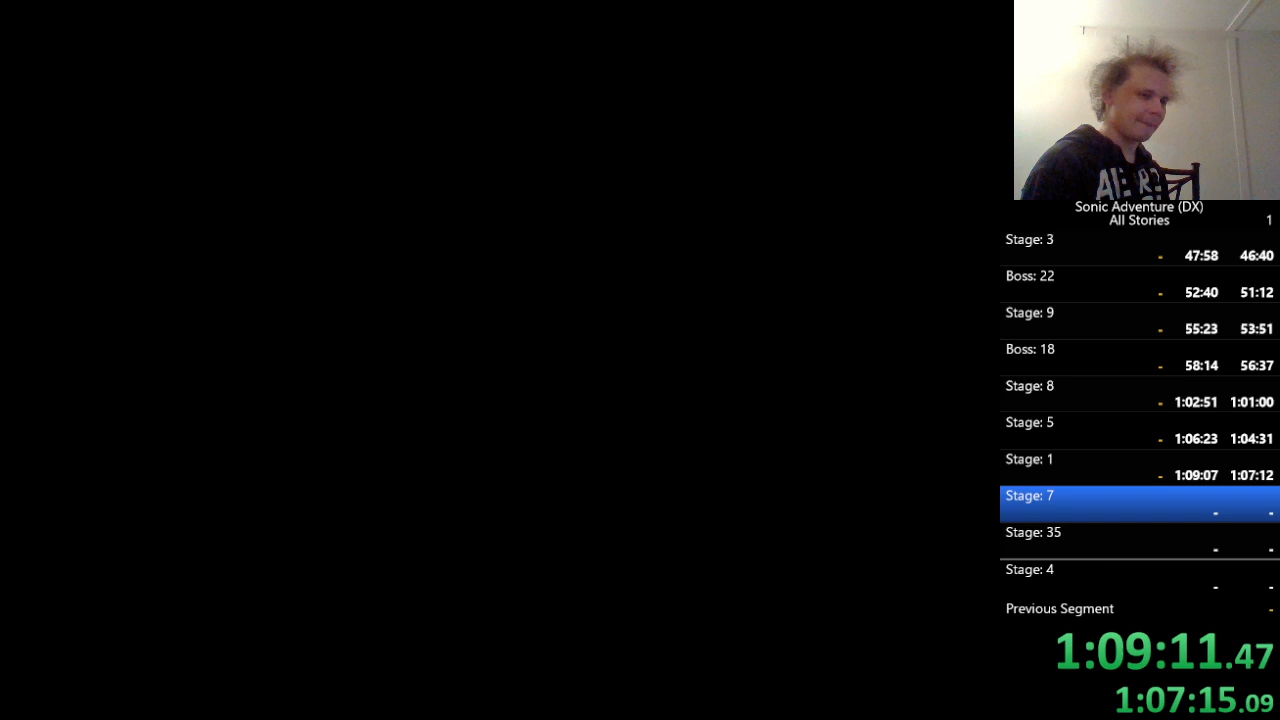 Sonic Adventure (DX)
All Stories 1
Stage: 3
- 47:58 46:40
Boss: 22
- 52:40 51:12
Stage: 9
- 55:23 53:51
Boss: 18
- 58:14 56:37
Stage: 8
- 1:02:51 1:01:00
Stage: 5
- 1:06:23 1:04:31
Stage: 1
- 1:09:07 1:07:12
Stage: 7
- -
Stage: 35
- -
Stage: 4
- -
Previous Segment -
1:09:11.47
1:07:15.09